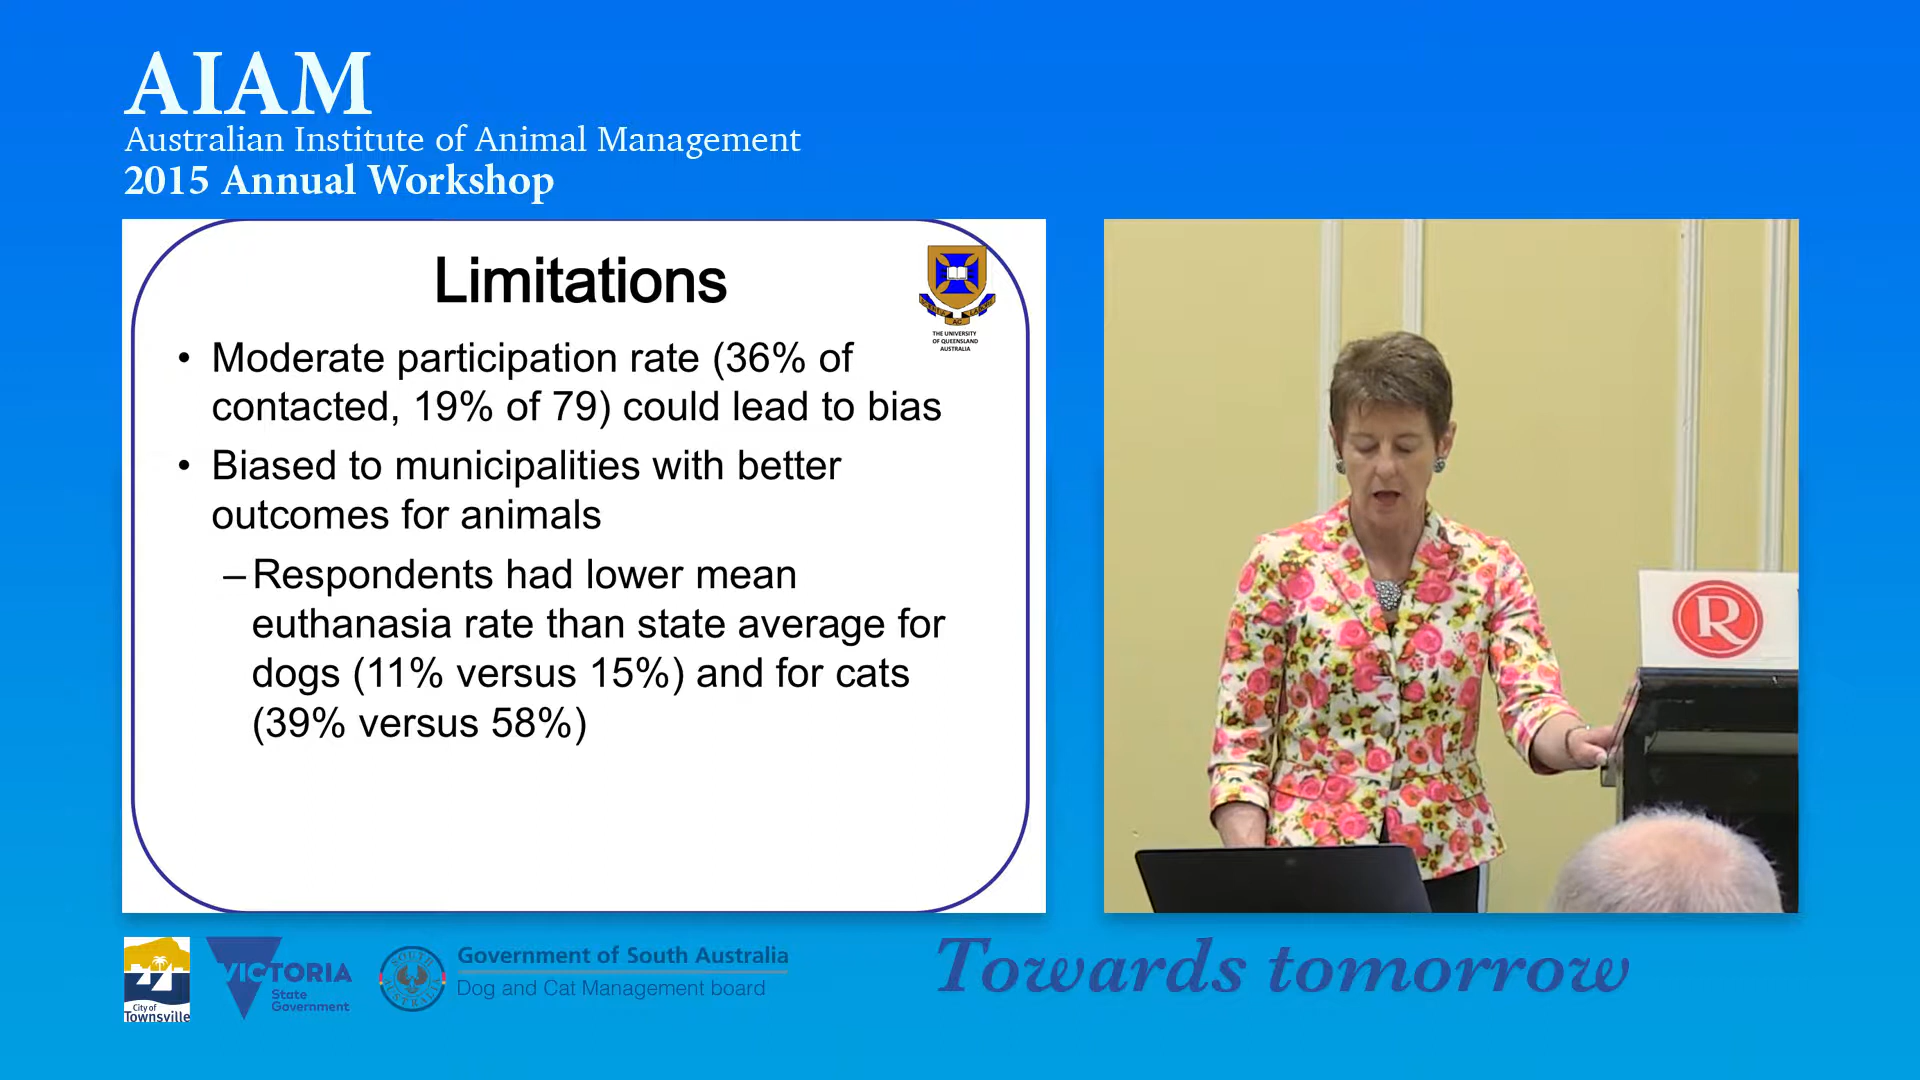 AIAM
Australian Institute of Animal Management
2015 Annual Workshop
Limitations
THE UNIVERSITY
OF QUEENSLAND
AUSTRALIA
• Moderate participation rate (36% of
contacted, 19% of 79) could lead to bias
• Biased to municipalities with better
outcomes for animals
– Respondents had lower mean
euthanasia rate than state average for
dogs (11% versus 15%) and for cats
(39% versus 58%)
R
City of
Townsville
VICTORIA
State
Government
SOUTH
AUSTRALIA
Government of South Australia
Dog and Cat Management board
Towards tomorrow